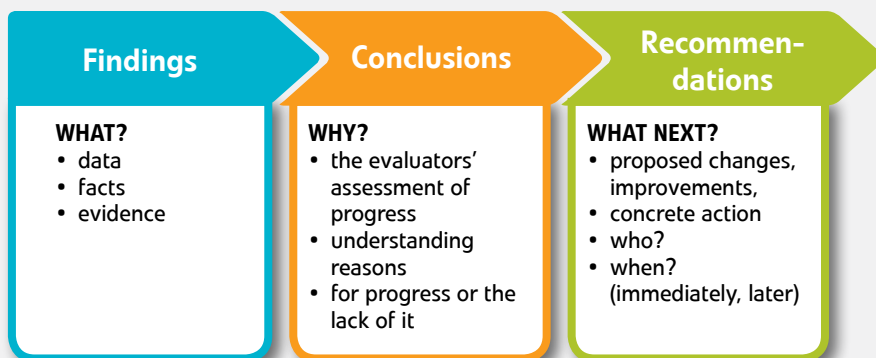 Findings
WHAT?
• data
• facts
• evidence
Conclusions
WHY?
• the evaluators’
assessment of
progress
• understanding
reasons
• for progress or the
lack of it
Recommen-
dations
WHAT NEXT?
• proposed changes,
improvements,
• concrete action
• who?
• when?
(immediately, later)